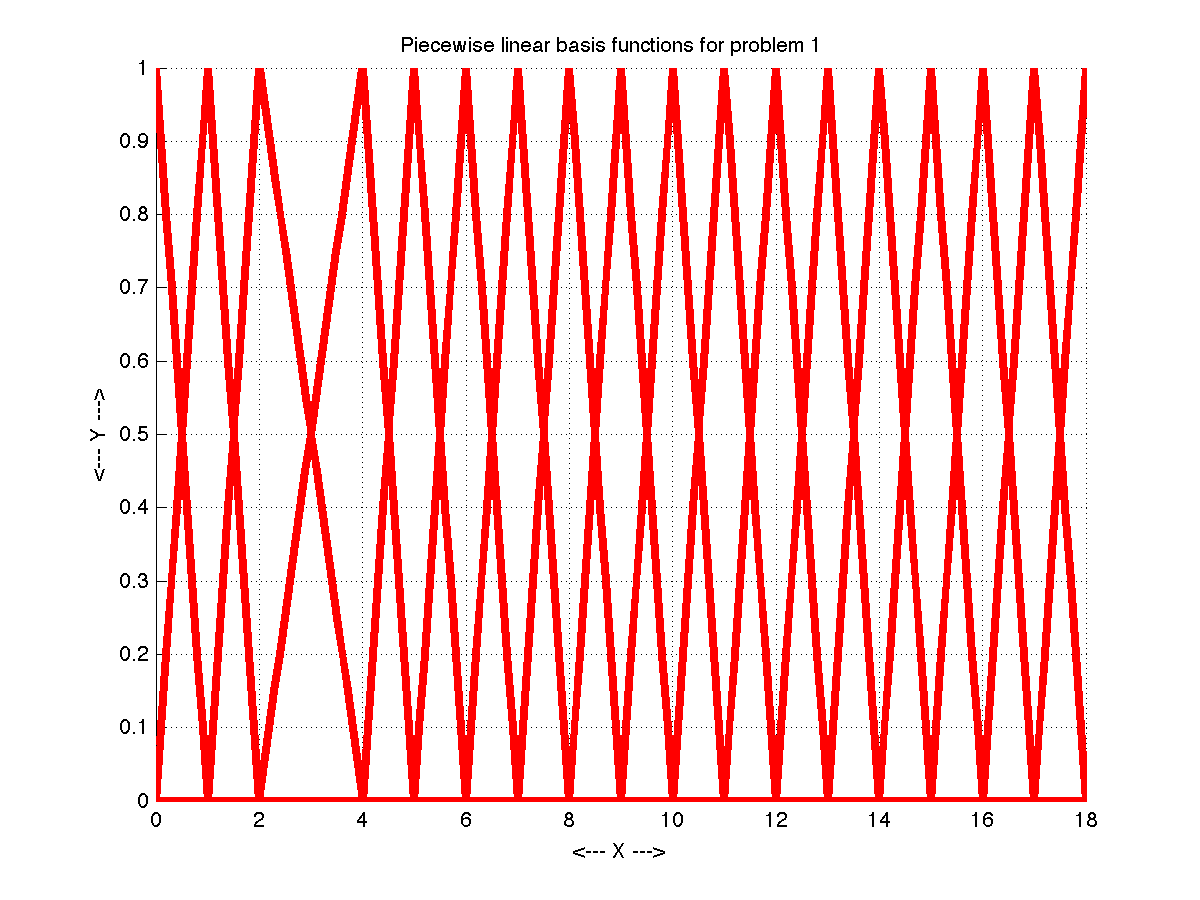 Piecewise linear basis functions for problem 1
1
0.9
0.8
0.7
0.6
0.5
0.4
0.3
0.2
0.1
0
<--- Y --->
0 2 4 6 8 10 12 14 16 18
<--- X --->